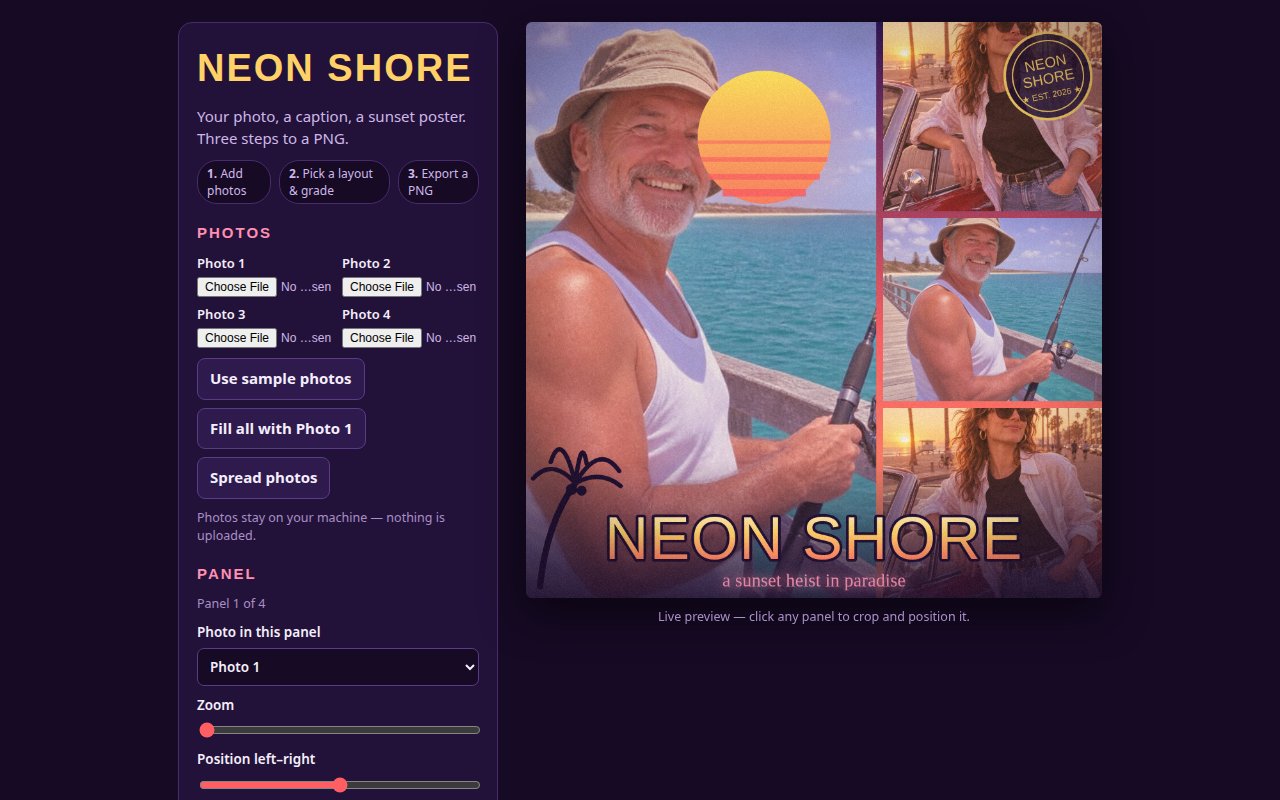 NEON SHORE
Your photo, a caption, a sunset poster.
Three steps to a PNG.
1. Add
photos
2. Pick a layout
& grade
3. Export a
PNG
PHOTOS
Photo 1
Photo 2
Choose File No …sen
Choose File No …sen
Photo 3
Photo 4
Choose File No …sen
Choose File No …sen
Use sample photos
Fill all with Photo 1
Spread photos
Photos stay on your machine — nothing is
uploaded.
PANEL
Panel 1 of 4
Photo in this panel
Photo 1
Zoom
Position left–right
NEON
SHORE
★ EST. 2026 ★
NEON SHORE
a sunset heist in paradise
Live preview — click any panel to crop and position it.